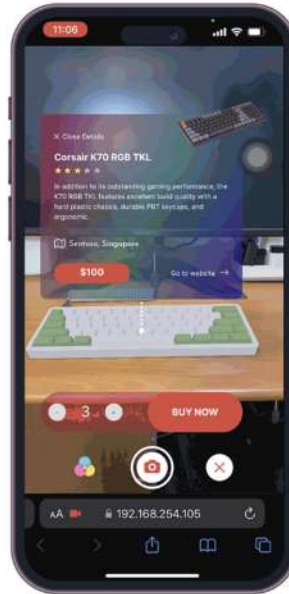 11:06
× Close Details
Corsair K70 RGB TKL
In addition to its outstanding gaming performance, the
K70 RGB TKL features excellent build quality with a
hard plastic chassis, durable PBT keycaps, and
ergonomic.
Sentosa, Singapore
$100
Go to website →
- 3 +
BUY NOW
AA
192.168.254.105